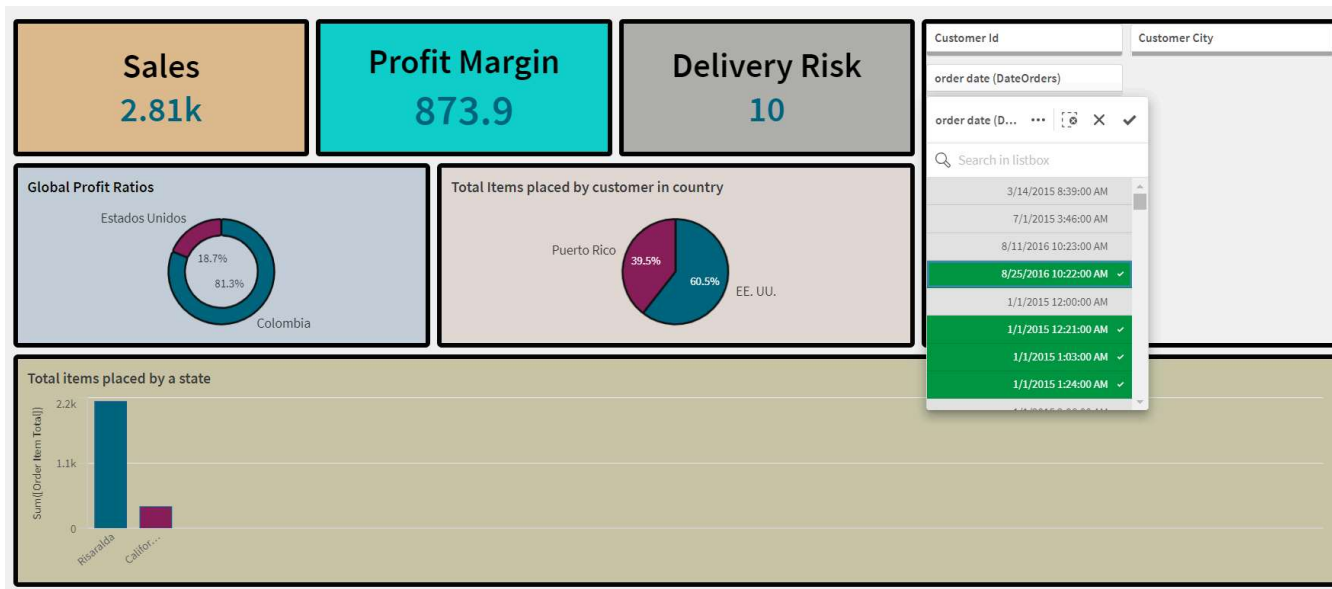 Sales
2.81k
Profit Margin
873.9
Delivery Risk
10
Customer Id
Customer City
order date (DateOrders)
order date (D... ···
Search in listbox
3/14/2015 8:39:00 AM
7/1/2015 3:46:00 AM
8/11/2016 10:23:00 AM
8/25/2016 10:22:00 AM
1/1/2015 12:00:00 AM
1/1/2015 12:21:00 AM
1/1/2015 1:03:00 AM
1/1/2015 1:24:00 AM
Global Profit Ratios
Estados Unidos
18.7%
81.3%
Colombia
Total Items placed by customer in country
Puerto Rico
39.5%
60.5%
EE. UU.
Total items placed by a state
Sum([Order Item Total])
2.2k
1.1k
0
Risaralda
Califor...